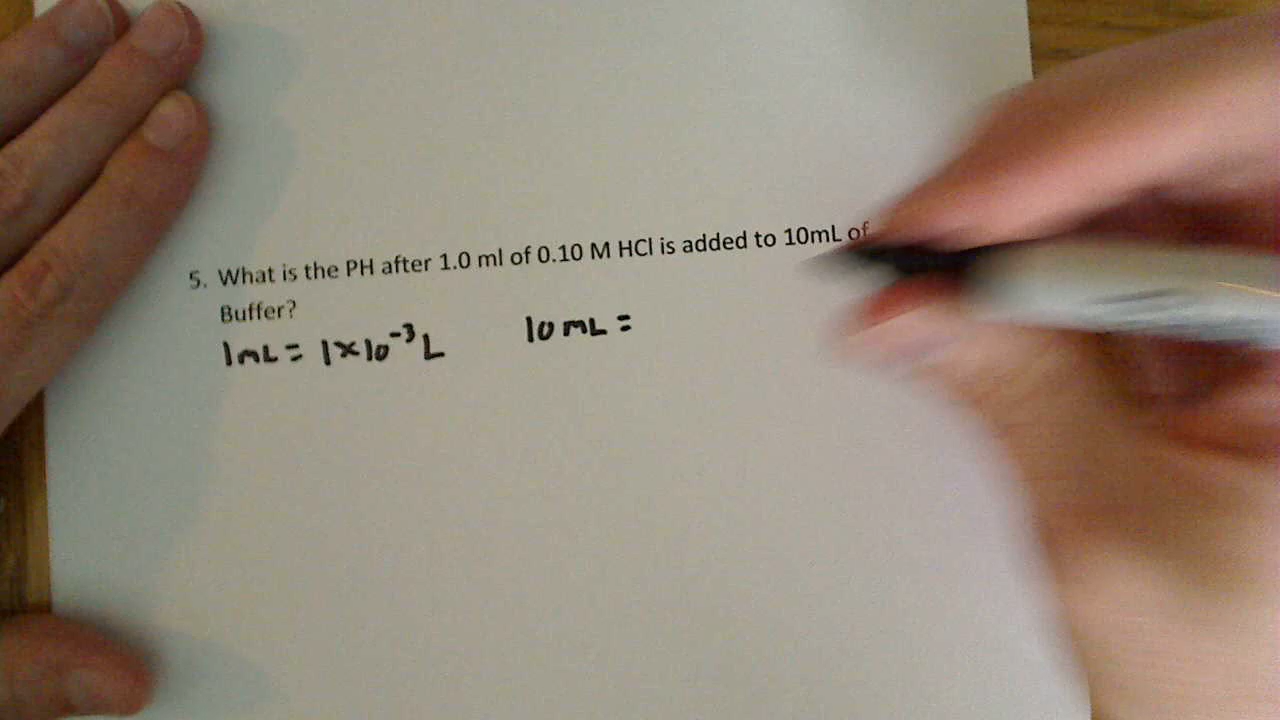 5. What is the PH after 1.0 ml of 0.10 M HCl is added to 10mL of
Buffer?
1mL = 1×10⁻³L 10mL =